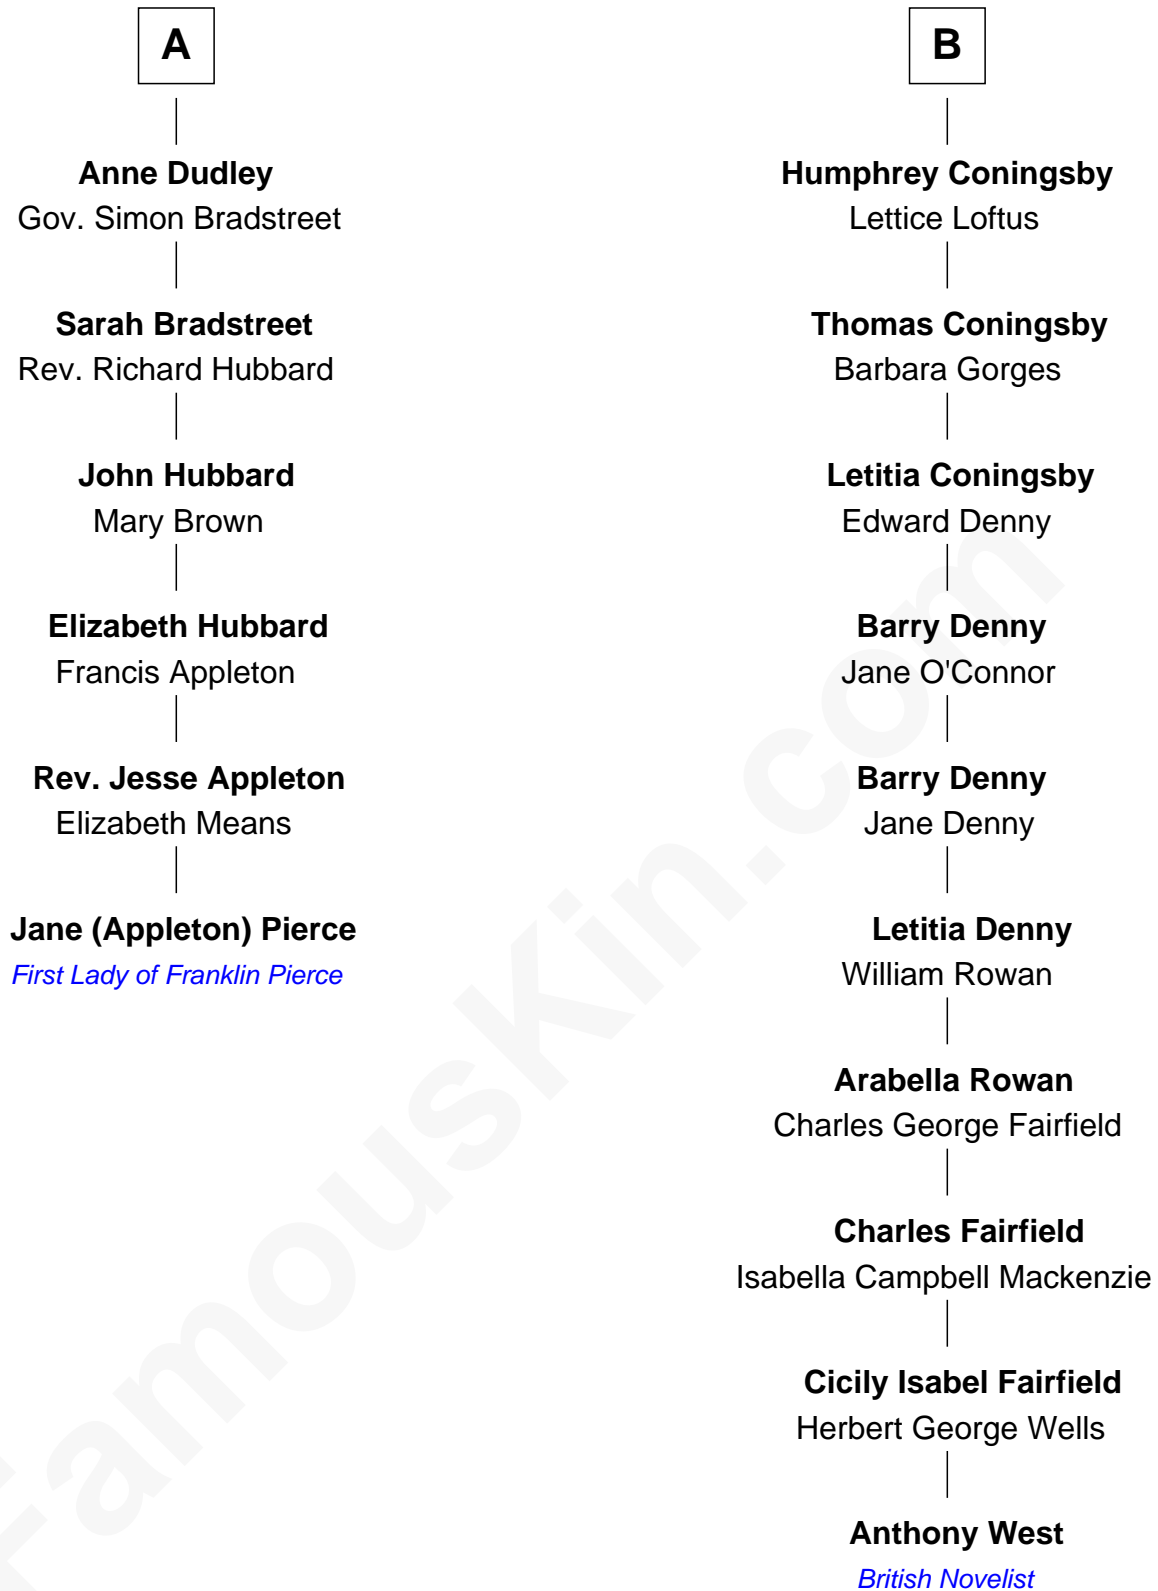 A
Anne Dudley
Gov. Simon Bradstreet
Sarah Bradstreet
Rev. Richard Hubbard
John Hubbard
Mary Brown
Elizabeth Hubbard
Francis Appleton
Rev. Jesse Appleton
Elizabeth Means
Jane (Appleton) Pierce
First Lady of Franklin Pierce
B
Humphrey Coningsby
Lettice Loftus
Thomas Coningsby
Barbara Gorges
Letitia Coningsby
Edward Denny
Barry Denny
Jane O'Connor
Barry Denny
Jane Denny
Letitia Denny
William Rowan
Arabella Rowan
Charles George Fairfield
Charles Fairfield
Isabella Campbell Mackenzie
Cicily Isabel Fairfield
Herbert George Wells
Anthony West
British Novelist
FamousKin.com